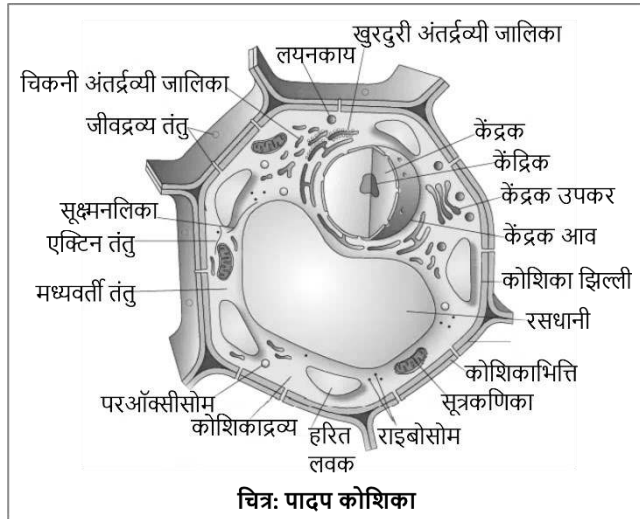 खुरदुरी अंतर्द्रव्यी जालिका
लयनकाय
चिकनी अंतर्द्रव्यी जालिका
जीवद्रव्य तंतु
केंद्रक
केंद्रिक
सूक्ष्मनलिका
केंद्रक उपकर
एक्टिन तंतु
केंद्रक आव
मध्यवर्ती तंतु
कोशिका झिल्ली
रसधानी
कोशिकाभित्ति
परऑक्सीसोम
सूत्रकणिका
कोशिकाद्रव्य
हरित
लवक
राइबोसोम
चित्र: पादप कोशिका